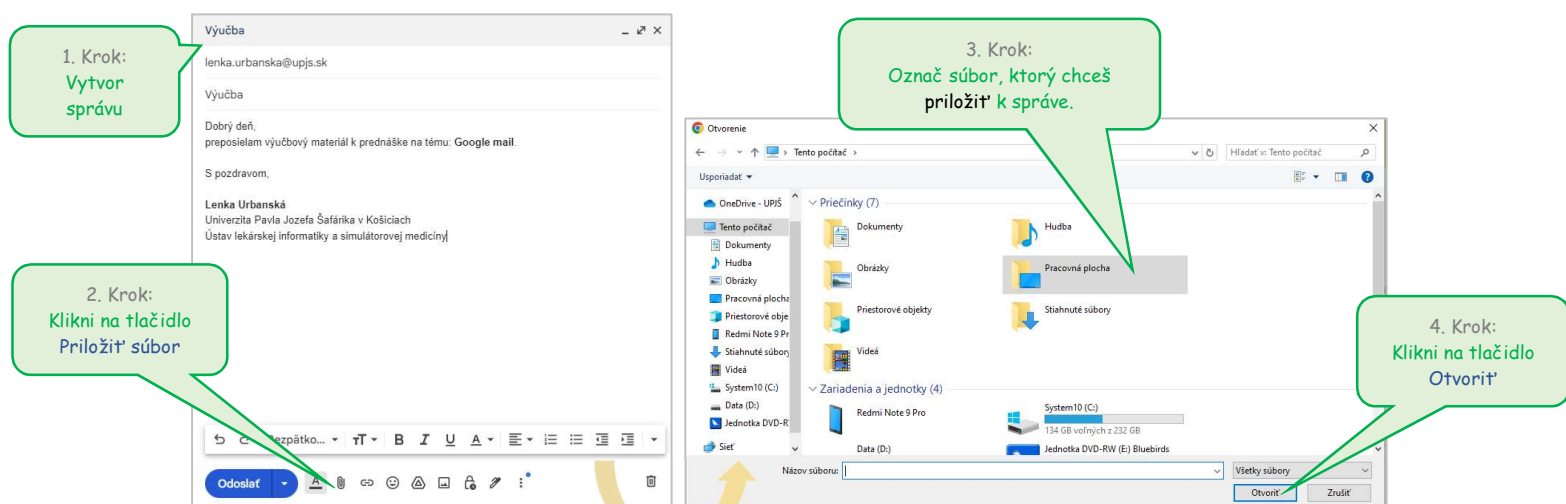 1. Krok:
Vytvor
správu
Výučba
lenka.urbanska@upjs.sk
Výučba
Dobrý deň,
preposielam výučbový materiál k prednáške na tému: Google mail.
S pozdravom,
Lenka Urbanská
Univerzita Pavla Jozefa Šafárika v Košiciach
Ústav lekárskej informatiky a simulátorovej medicíny
2. Krok:
Klikni na tlačidlo
Priložiť súbor
Bezpätko...
B I U A
Odoslať
3. Krok:
Označ súbor, ktorý chceš
priložiť k správe.
Otvorenie
Tento počítač
Hľadať v: Tento počítač
Usporiadať
OneDrive - UPJŠ
Tento počítač
Dokumenty
Hudba
Obrázky
Pracovná plocha
Priestorové obje
Redmi Note 9 Pr
Stiahnuté súbory
Videá
System10 (C:)
Data (D:)
Jednotka DVD-R
Sieť
Priečinky (7)
Dokumenty
Hudba
Obrázky
Pracovná plocha
Priestorové objekty
Stiahnuté súbory
Videá
Zariadenia a jednotky (4)
Redmi Note 9 Pro
System10 (C:)
134 GB voľných z 232 GB
Data (D:)
Jednotka DVD-RW (E:) Bluebirds
Názov súboru:
Všetky súbory
Otvoriť
Zrušiť
4. Krok:
Klikni na tlačidlo
Otvoriť